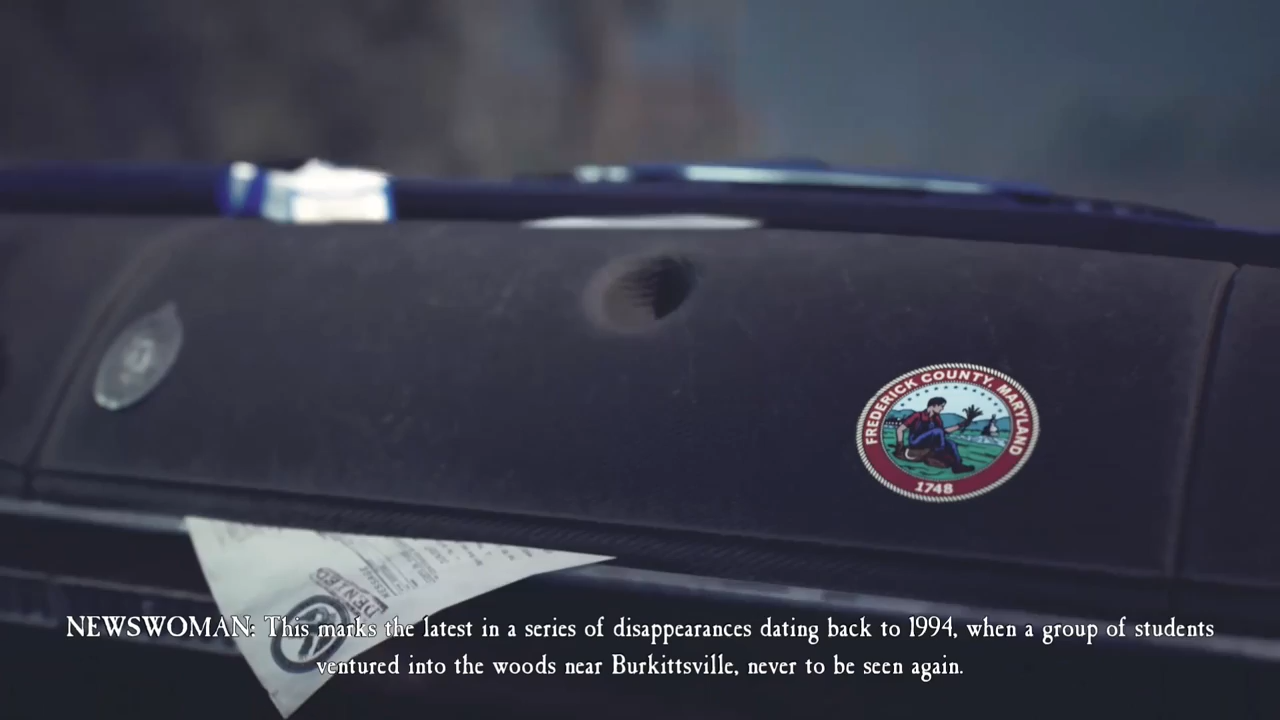 FREDERICK COUNTY, MARYLAND
1748
DENIED
MESSAGE
NEWSWOMAN: This marks the latest in a series of disappearances dating back to 1994, when a group of students
ventured into the woods near Burkittsville, never to be seen again.